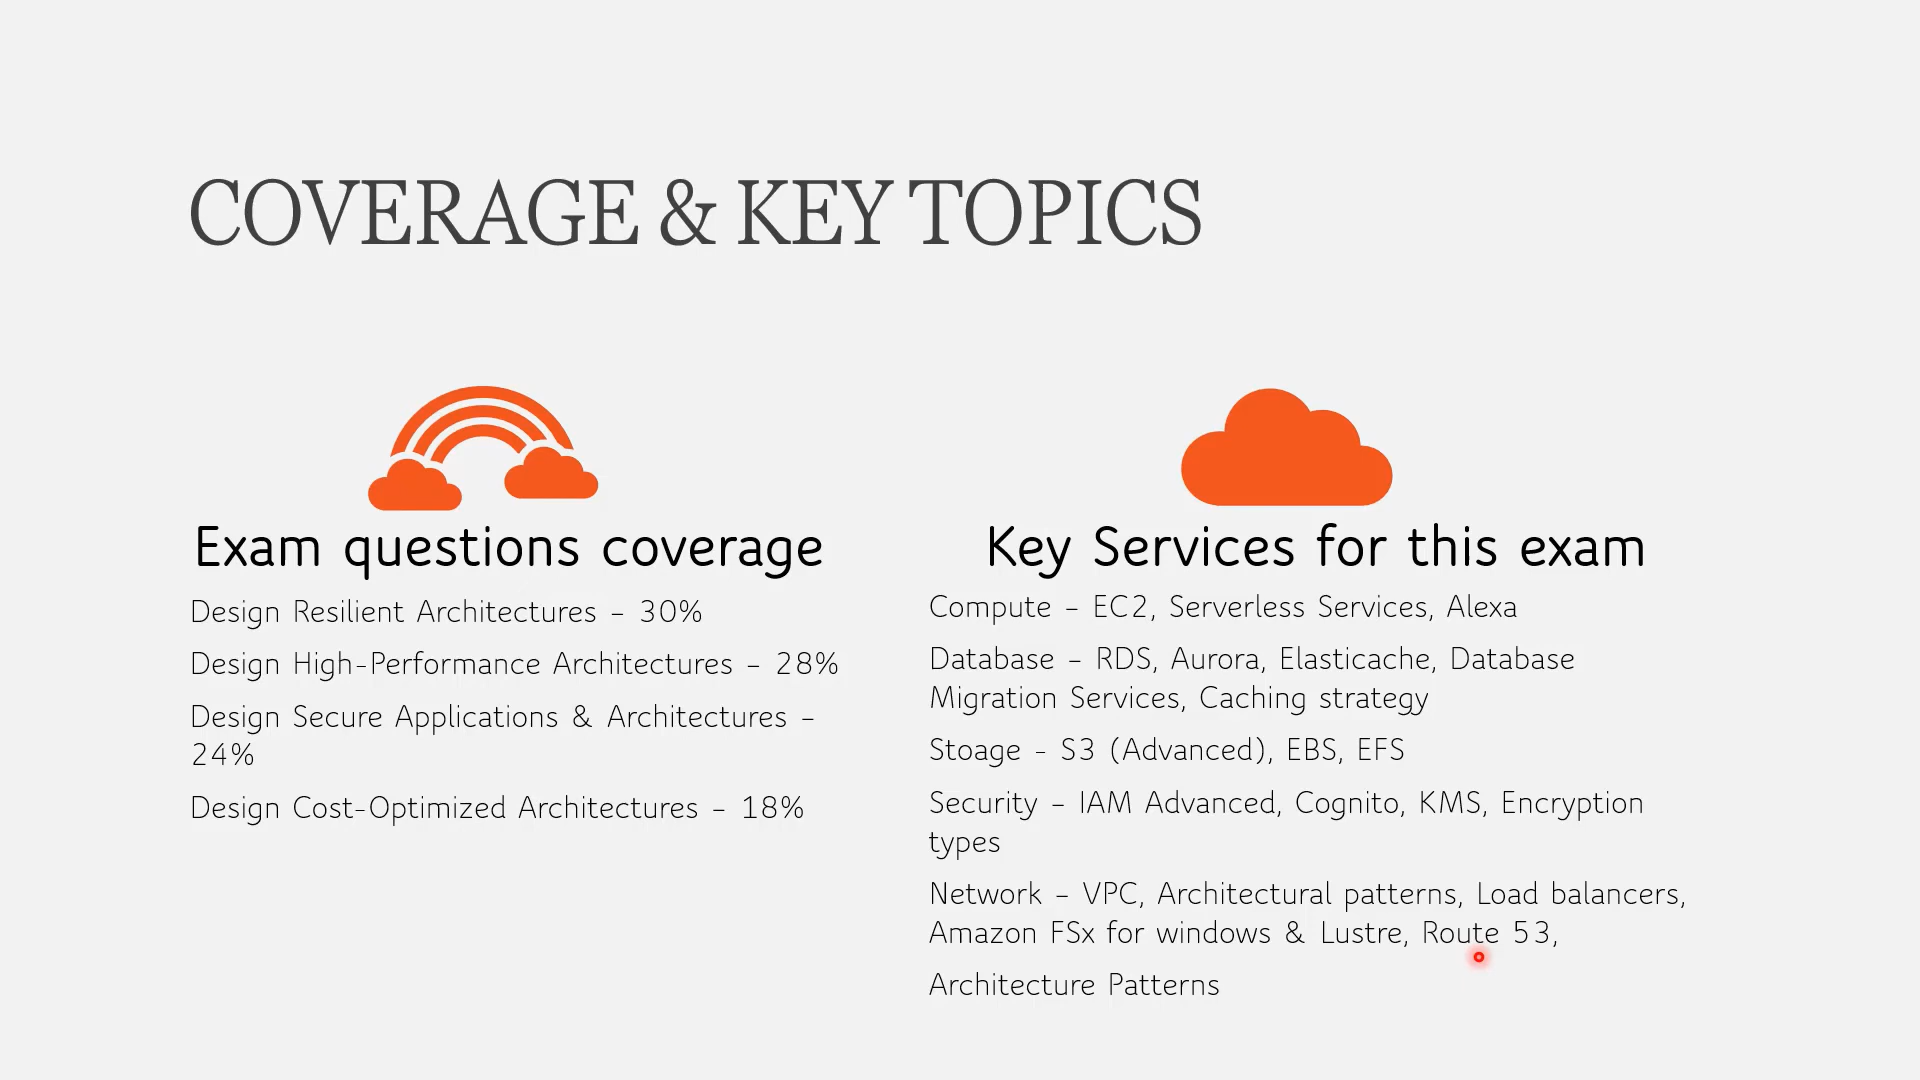 COVERAGE & KEY TOPICS
Exam questions coverage
Design Resilient Architectures – 30%
Design High-Performance Architectures – 28%
Design Secure Applications & Architectures –
24%
Design Cost-Optimized Architectures – 18%
Key Services for this exam
Compute – EC2, Serverless Services, Alexa
Database – RDS, Aurora, Elasticache, Database
Migration Services, Caching strategy
Stoage - S3 (Advanced), EBS, EFS
Security – IAM Advanced, Cognito, KMS, Encryption
types
Network – VPC, Architectural patterns, Load balancers,
Amazon FSx for windows & Lustre, Route 53,
Architecture Patterns